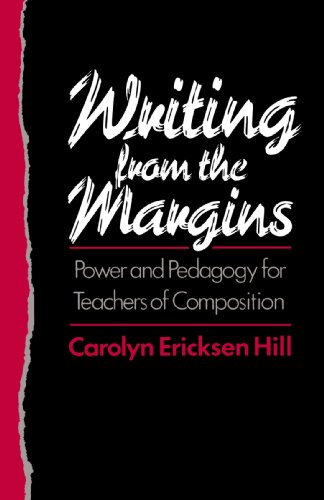 Writing
from the
Margins
Power and Pedagogy for
Teachers of Composition
Carolyn Ericksen Hill